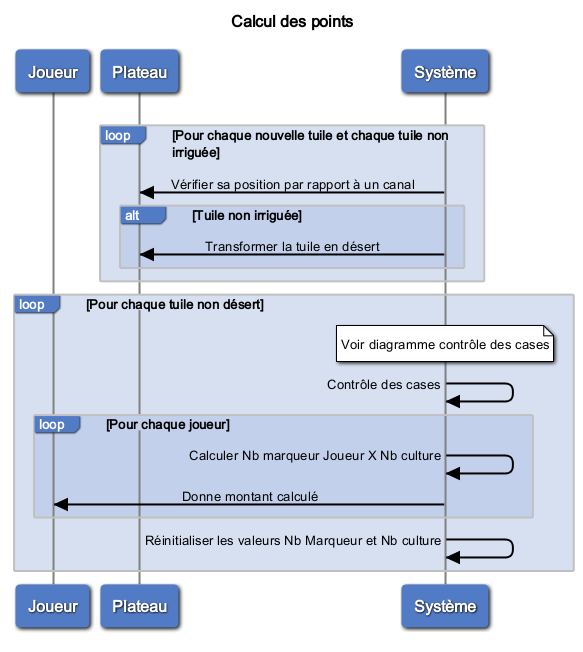 Calcul des points
Joueur
Plateau
Système
loop
[Pour chaque nouvelle tuile et chaque tuile non
irriguée]
Vérifier sa position par rapport à un canal
alt
[Tuile non irriguée]
Transformer la tuile en désert
loop
[Pour chaque tuile non désert]
Voir diagramme contrôle des cases
Contrôle des cases
loop
[Pour chaque joueur]
Calculer Nb marqueur Joueur X Nb culture
Donne montant calculé
Réinitialiser les valeurs Nb Marqueur et Nb culture
Joueur
Plateau
Système